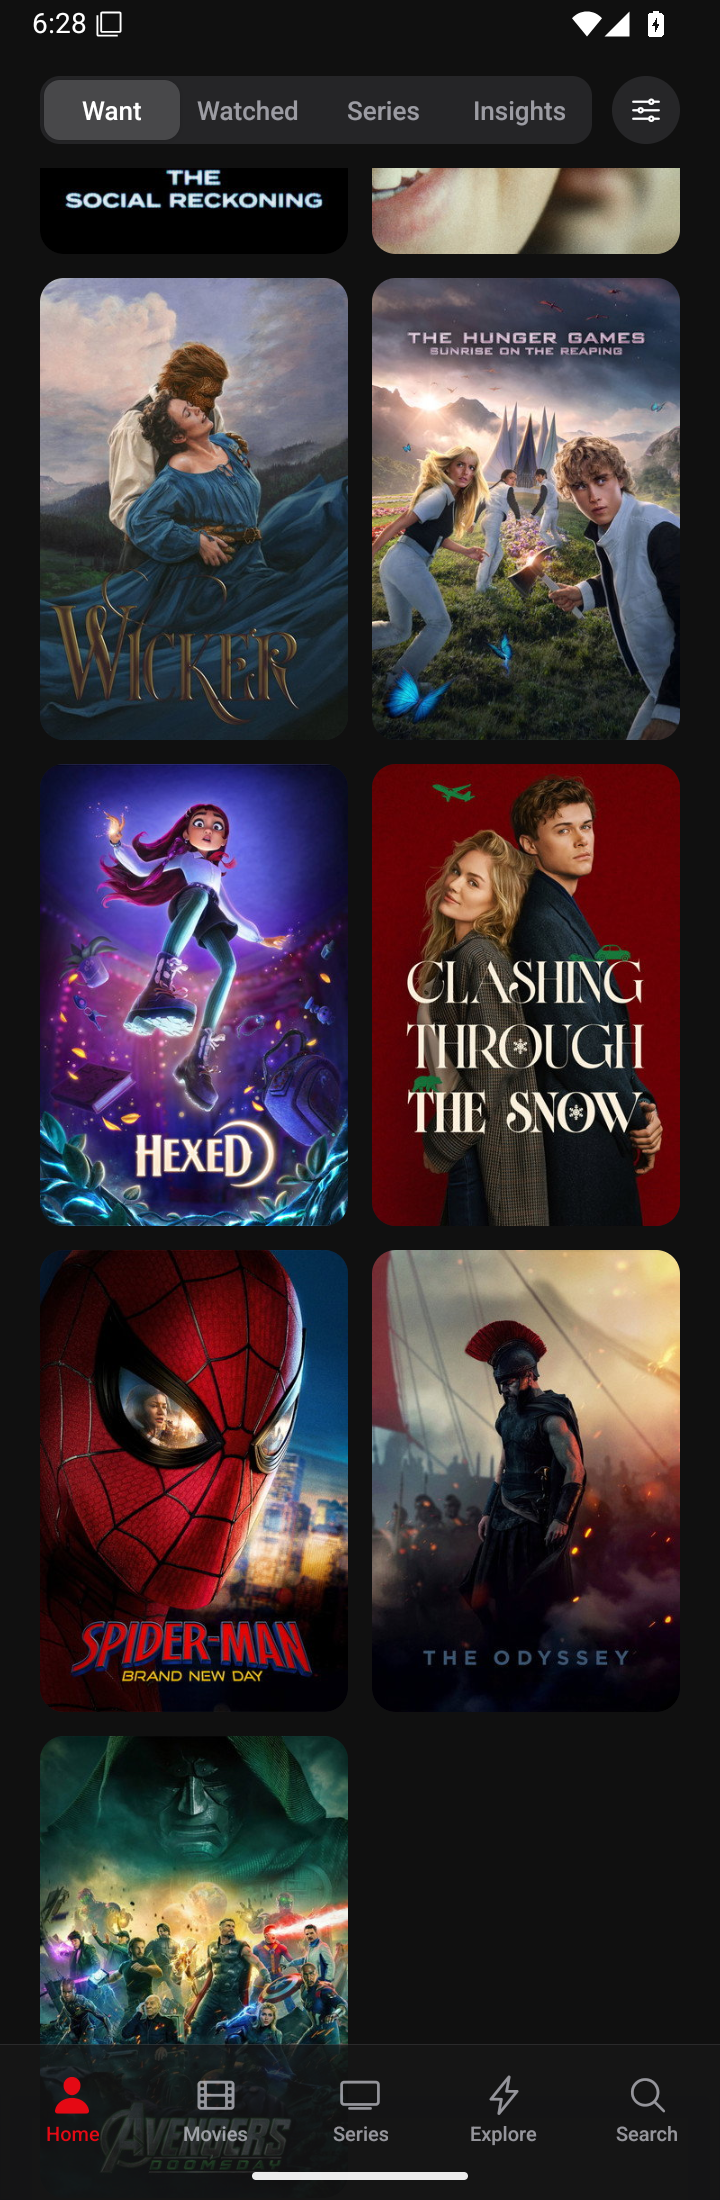 6:28
Want
Watched
Series
Insights
THE
SOCIAL RECKONING
WICKER
THE HUNGER GAMES
SUNRISE ON THE REAPING
HEXED
CLASHING
THROUGH
THE SNOW
SPIDER-MAN
BRAND NEW DAY
THE ODYSSEY
AVENGERS
DOOMSDAY
Home
Movies
Series
Explore
Search